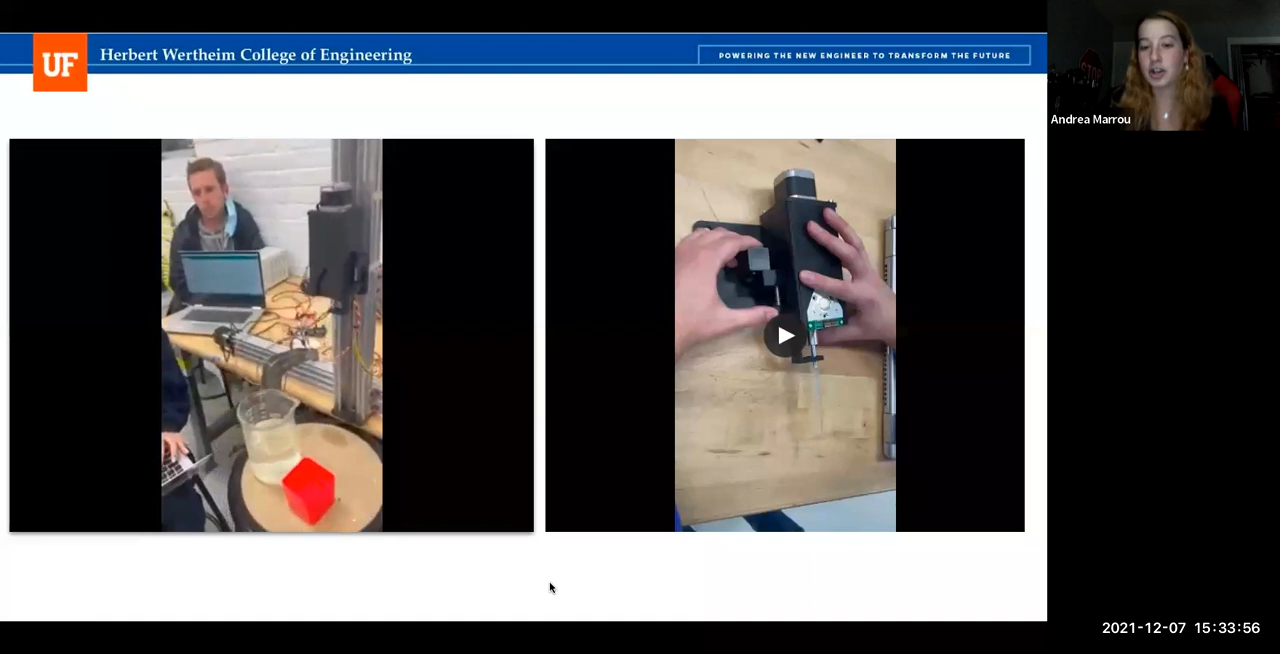 UF
Herbert Wertheim College of Engineering
POWERING THE NEW ENGINEER TO TRANSFORM THE FUTURE
STOP
Andrea Marrou
2021-12-07 15:33:56